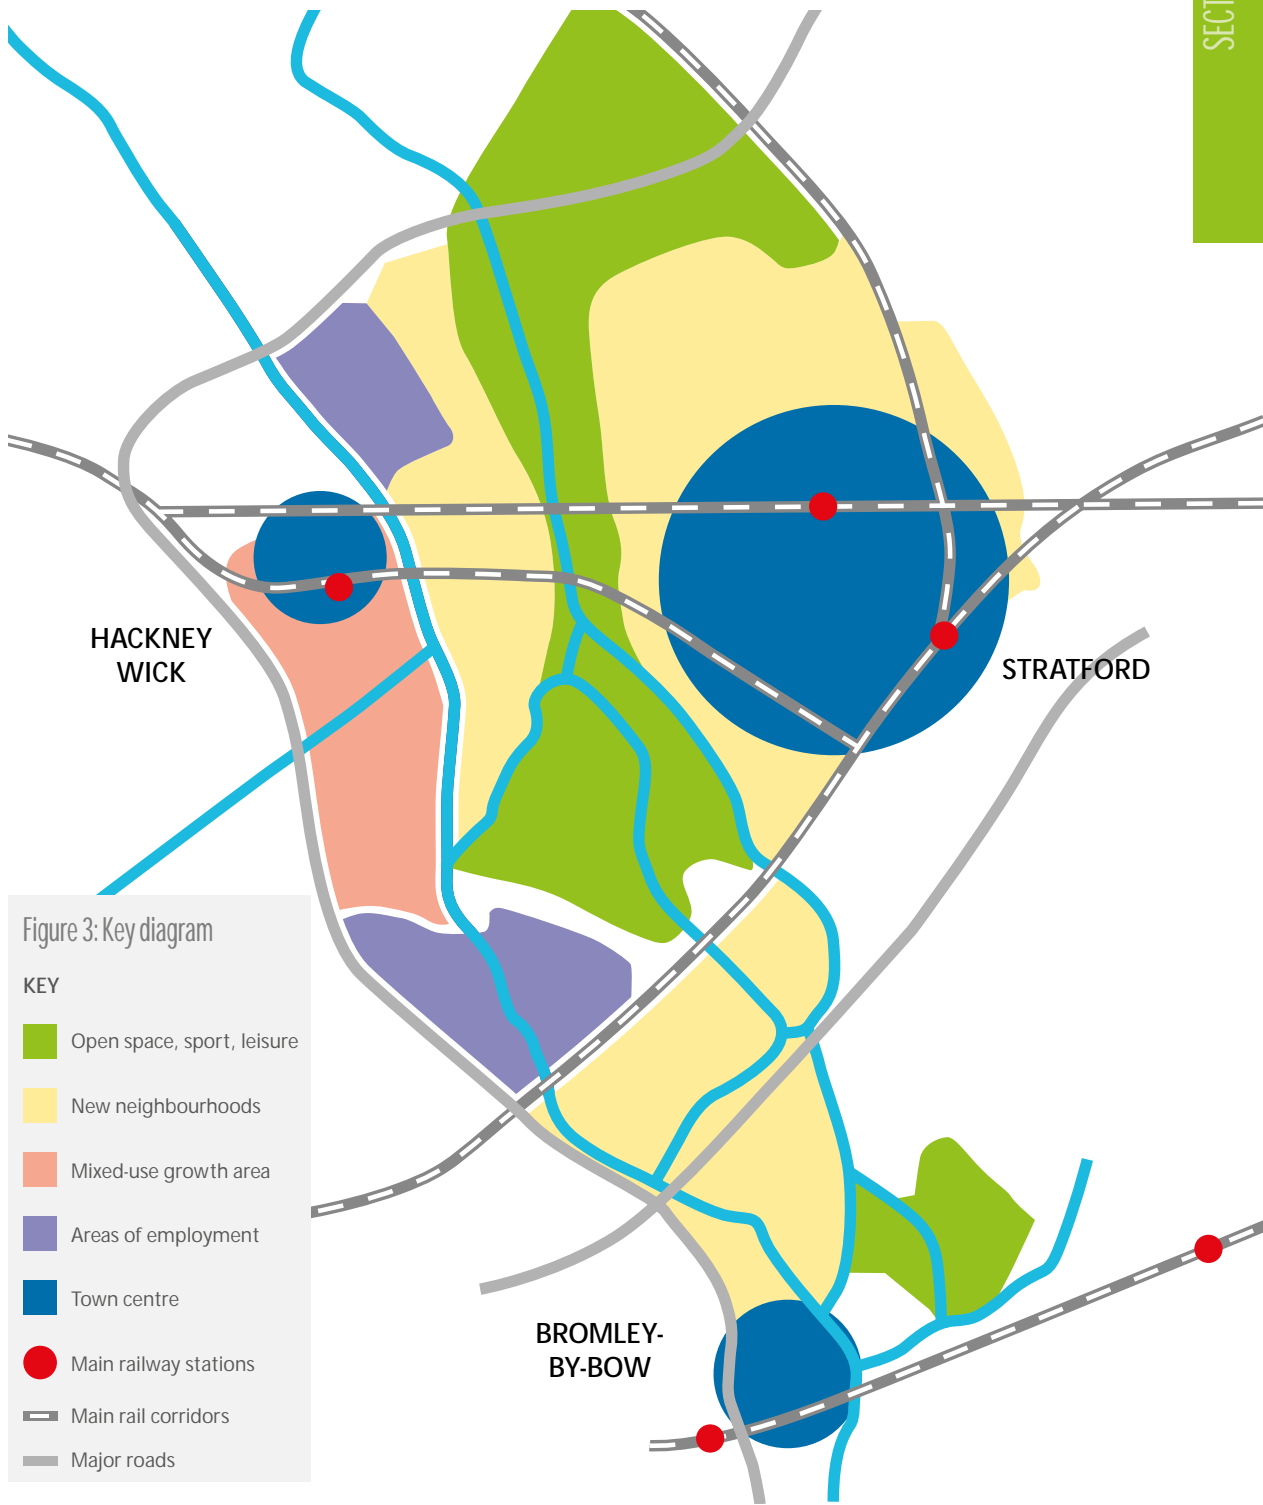 SECT
HACKNEY
WICK
STRATFORD
BROMLEY-
BY-BOW
Figure 3: Key diagram
KEY
Open space, sport, leisure
New neighbourhoods
Mixed-use growth area
Areas of employment
Town centre
Main railway stations
Main rail corridors
Major roads